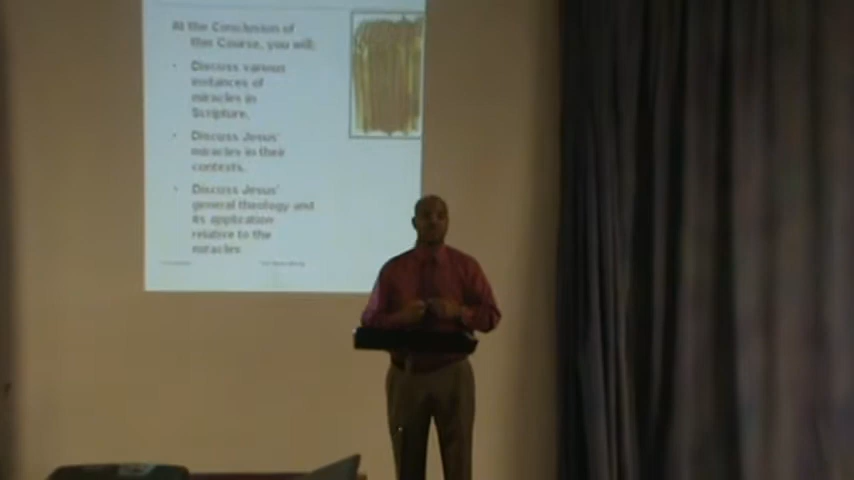 At the Conclusion of
this Course, you will:
• Discuss various
instances of
miracles in
Scripture.
• Discuss Jesus'
miracles in their
contexts.
• Discuss Jesus'
general theology and
its application
relative to the
miracles